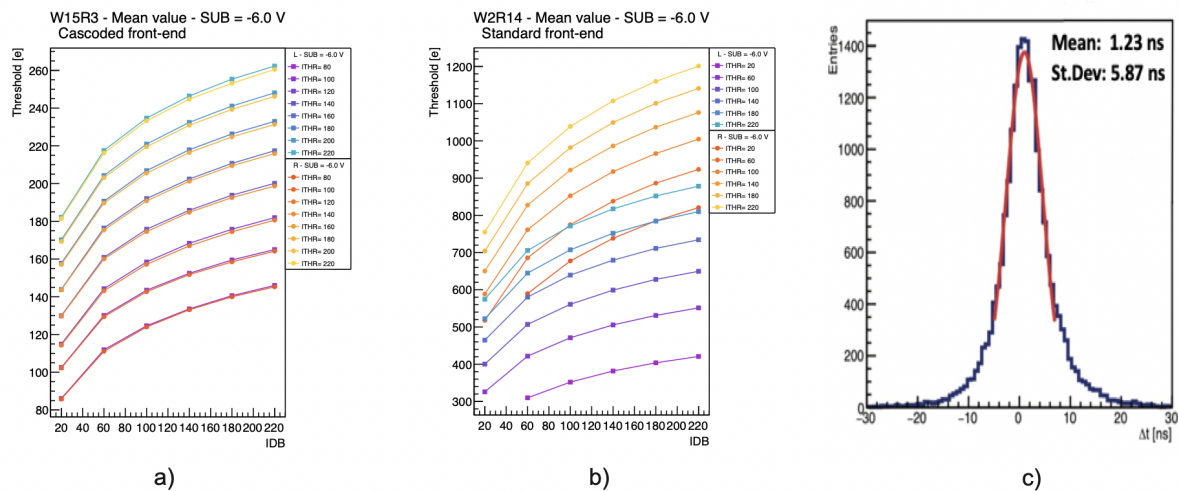 W15R3 - Mean value - SUB = -6.0 V
Cascoded front-end
Threshold [e]
260
240
220
200
180
160
140
120
100
80
20 40 60 80 100 120 140 160 180 200 220
IDB
L - SUB = -6.0 V
ITHR= 80
ITHR= 100
ITHR= 120
ITHR= 140
ITHR= 160
ITHR= 180
ITHR= 200
ITHR= 220
R - SUB = -6.0 V
ITHR= 80
ITHR= 100
ITHR= 120
ITHR= 140
ITHR= 160
ITHR= 180
ITHR= 200
ITHR= 220
a)
W2R14 - Mean value - SUB = -6.0 V
Standard front-end
Threshold [e]
1200
1100
1000
900
800
700
600
500
400
300
20 40 60 80 100 120 140 160 180 200 220
IDB
L - SUB = -6.0 V
ITHR= 20
ITHR= 60
ITHR= 100
ITHR= 140
ITHR= 180
ITHR= 220
R - SUB = -6.0 V
ITHR= 20
ITHR= 60
ITHR= 100
ITHR= 140
ITHR= 180
ITHR= 220
b)
Entries
1400
1200
1000
800
600
400
200
0
-30 -20 -10 0 10 20 30
Δt [ns]
Mean: 1.23 ns
St.Dev: 5.87 ns
c)